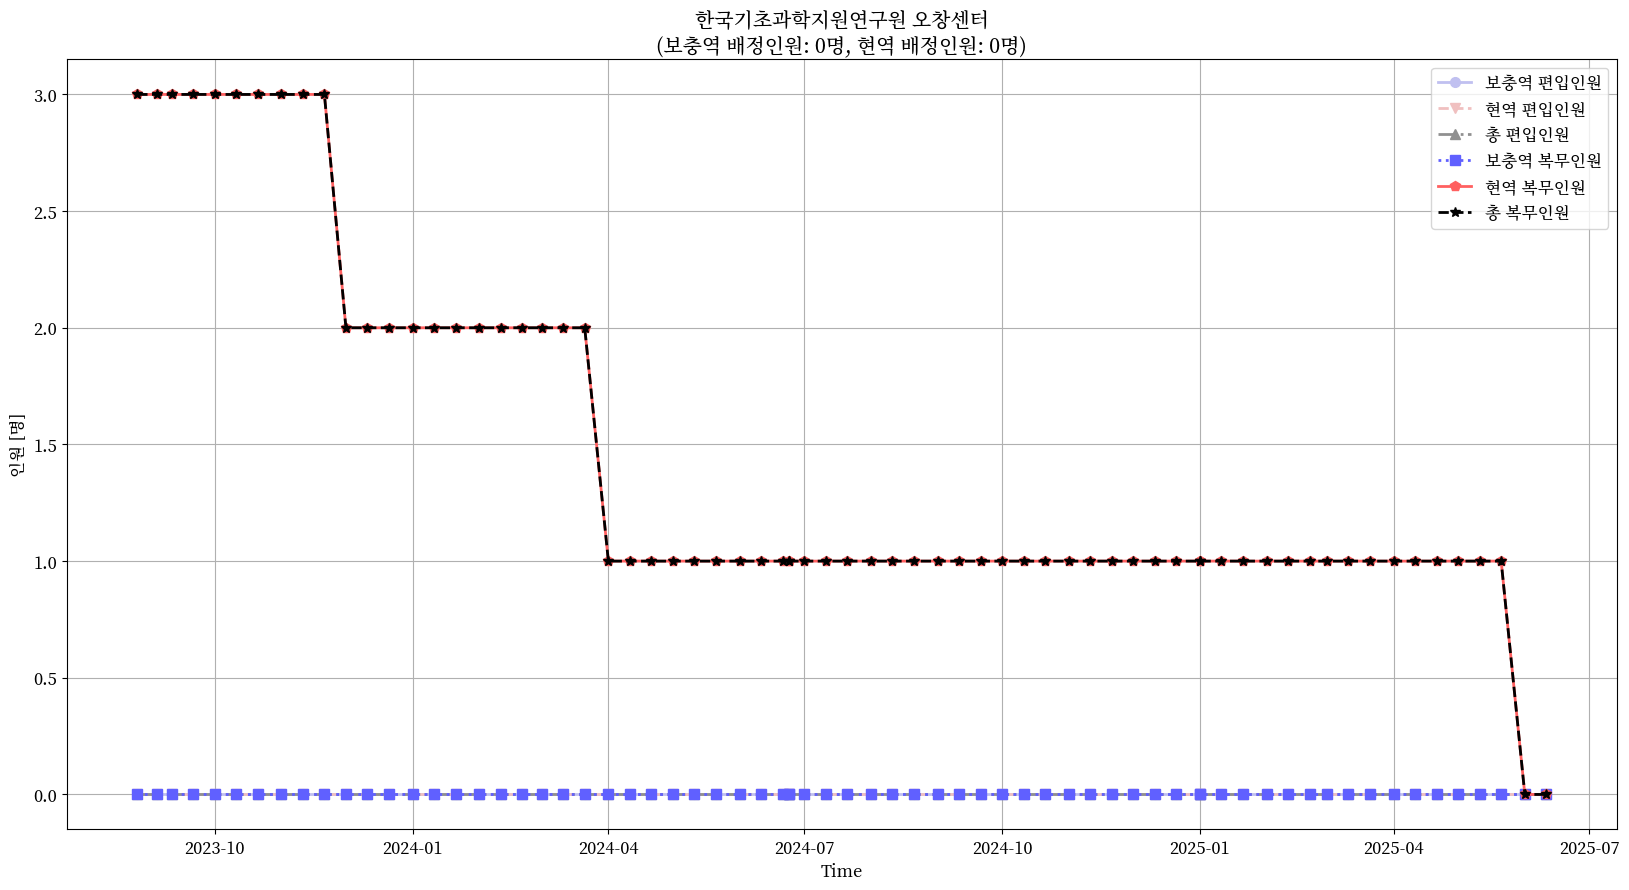 한국기초과학지원연구원 오창센터
(보충역 배정인원: 0명, 현역 배정인원: 0명)
보충역 편입인원
현역 편입인원
총 편입인원
보충역 복무인원
현역 복무인원
총 복무인원
인원 [명]
3.0
2.5
2.0
1.5
1.0
0.5
0.0
2023-10
2024-01
2024-04
2024-07
2024-10
2025-01
2025-04
2025-07
Time